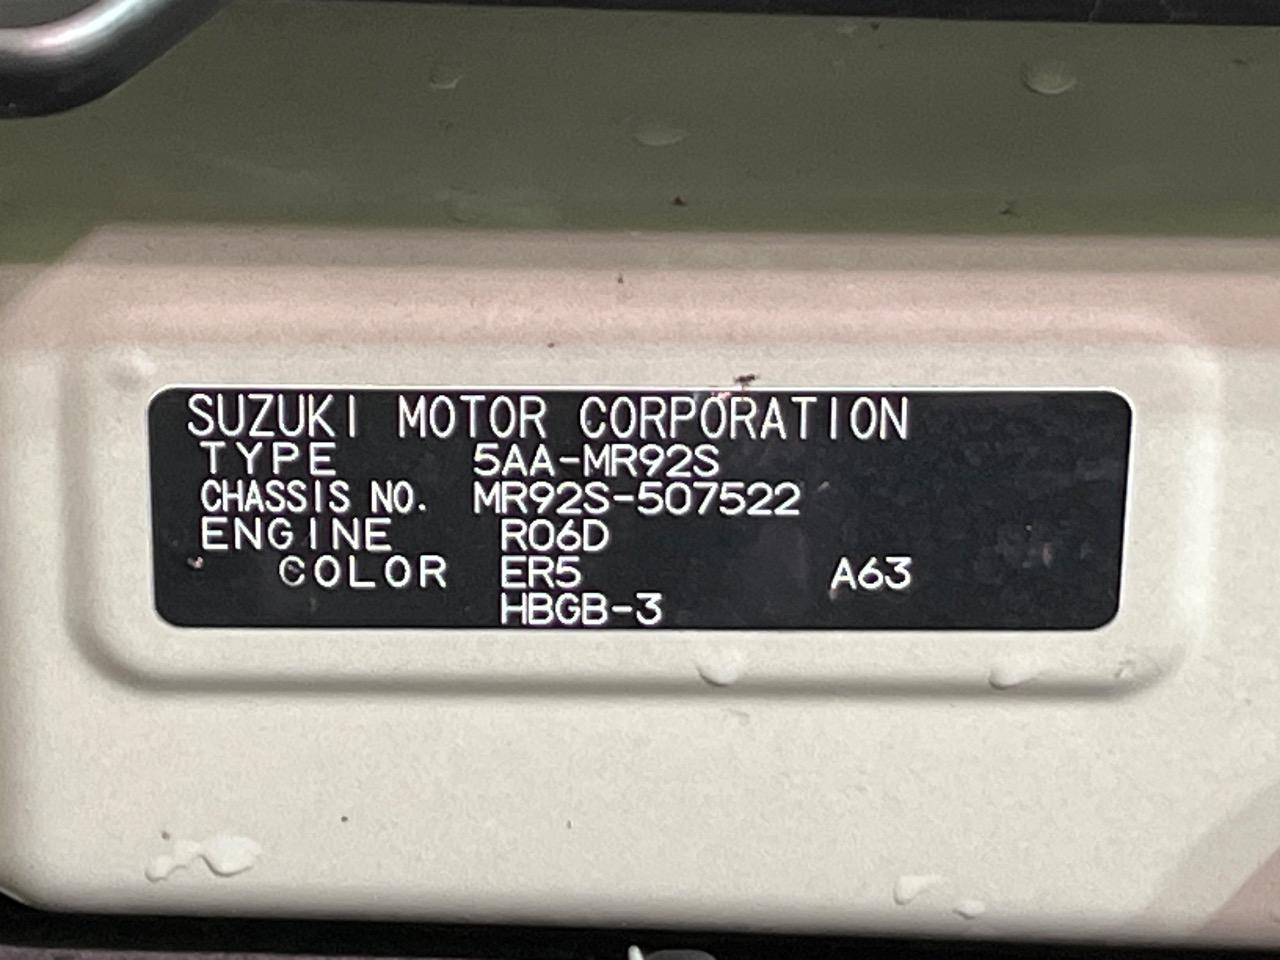 SUZUKI MOTOR CORPORATION
TYPE 5AA-MR92S
CHASSIS NO. MR92S-507522
ENGINE R06D
COLOR ER5 A63
HBGB-3